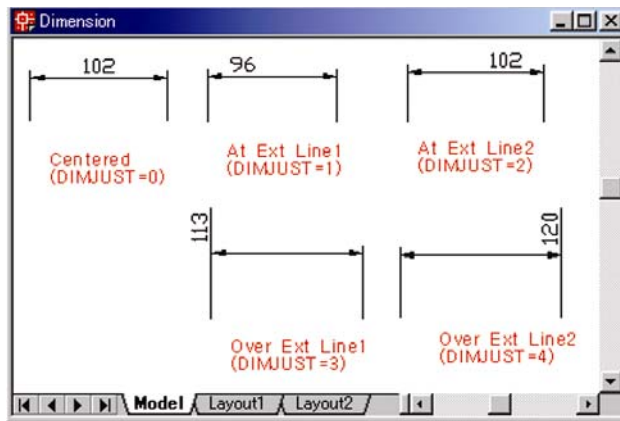 Dimension
102
96
102
Centered
(DIMJUST=0)
At Ext Line1
(DIMJUST=1)
At Ext Line2
(DIMJUST=2)
113
120
Over Ext Line1
(DIMJUST=3)
Over Ext Line2
(DIMJUST=4)
Model Layout1 Layout2